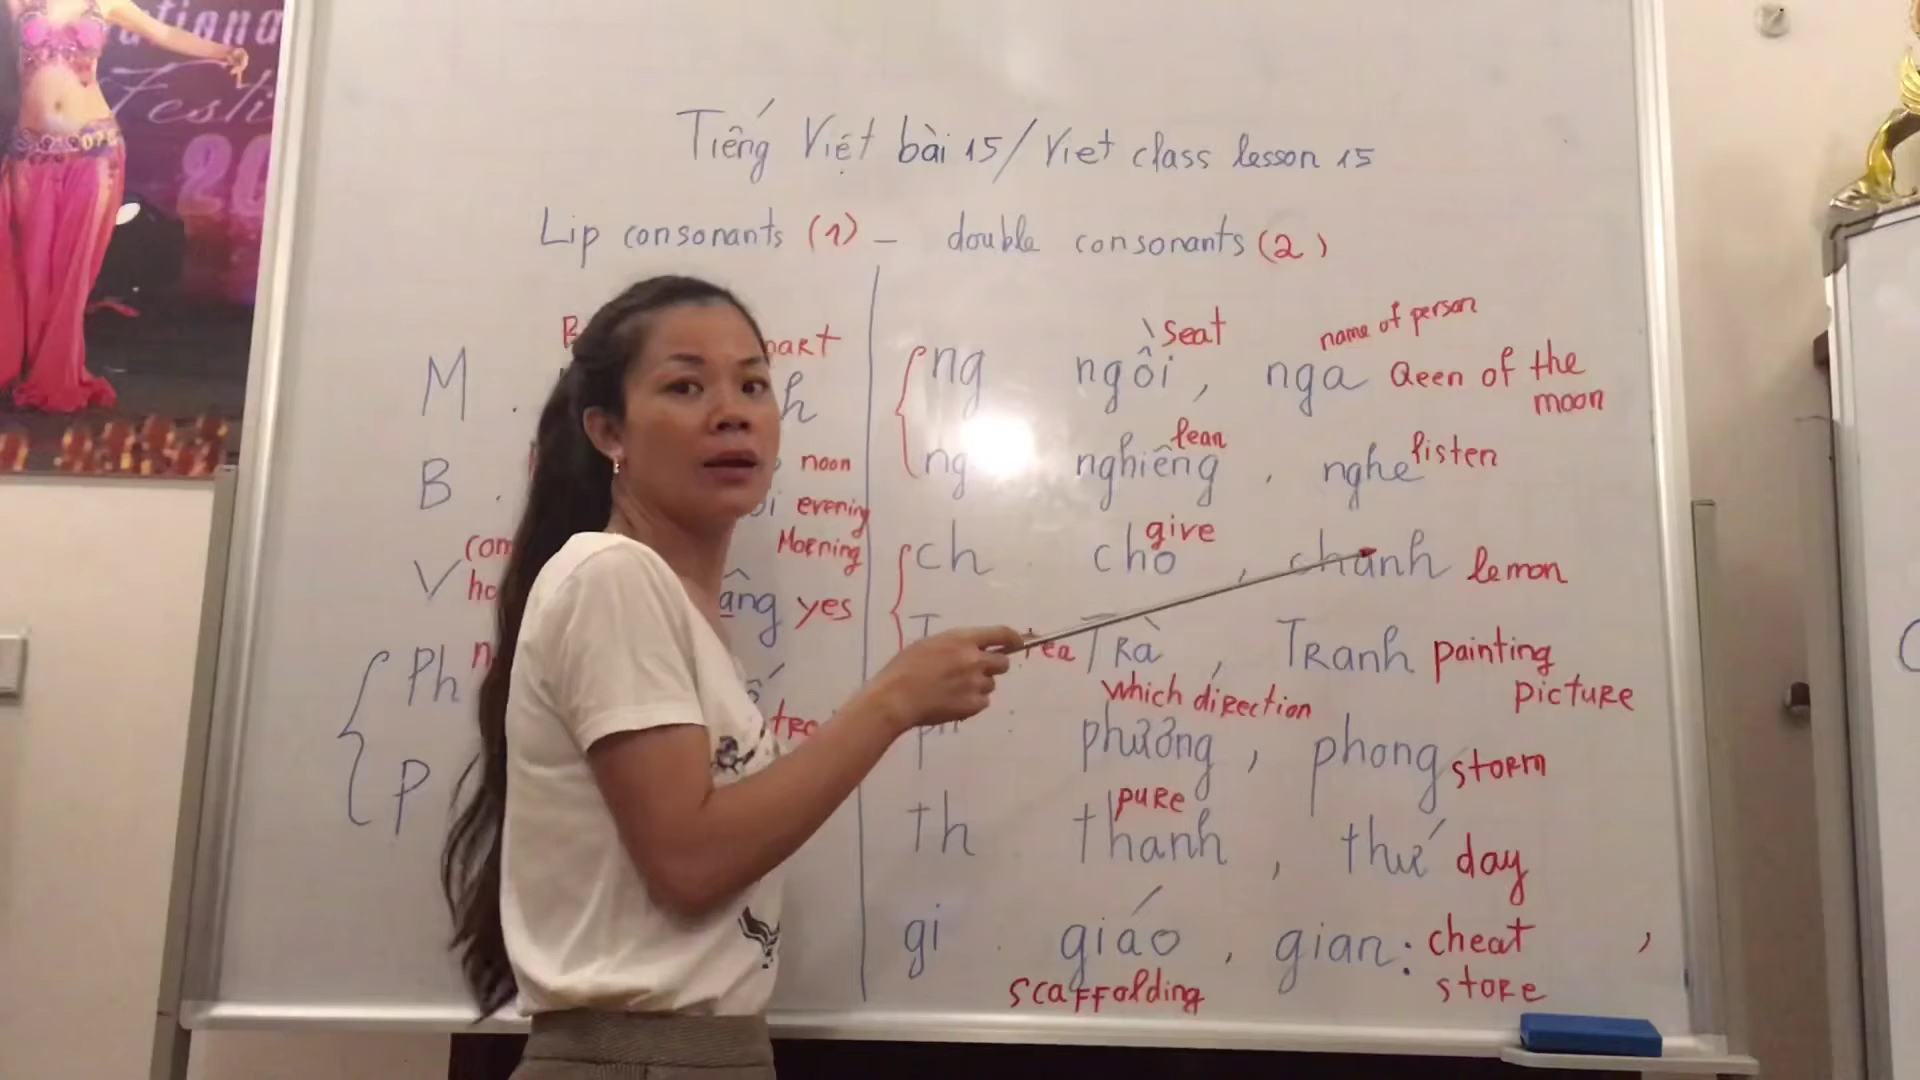 Festi
20
Tiếng Việt bài 15/ Viet class lesson 15
Lip consonants (1) - double consonants (2)
M .
B . noon
evening
Morning
V yes
Ph
P
ng ngồi , nga
seat
name of person
Qeen of the
moon
ng nghiêng , nghe
lean
listen
ch cho , chanh lemon
give
Trà , Tranh painting
picture
which direction
phương , phong storm
th thanh , thứ day
pure
gi . giáo , gian : cheat ,
scaffolding store